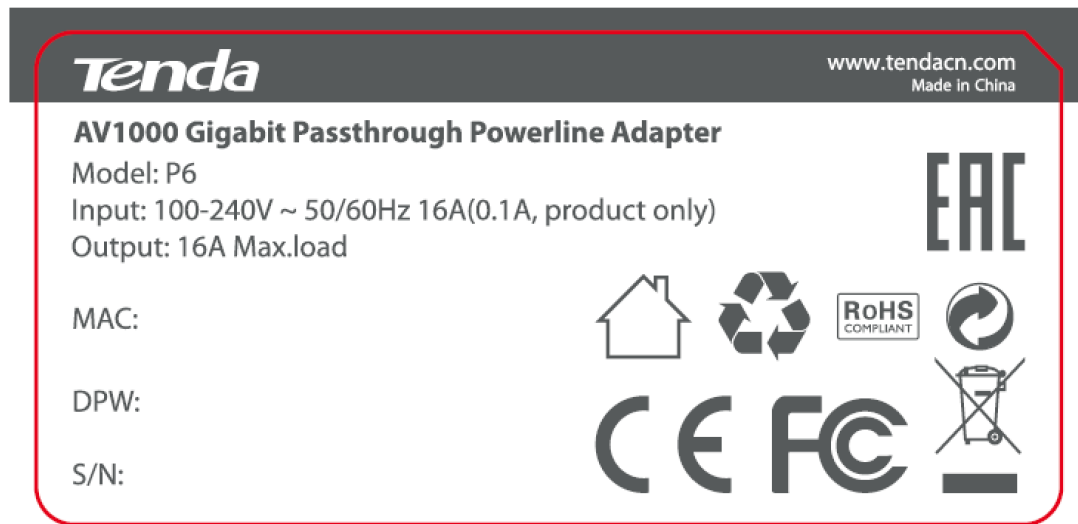 Tenda
www.tendacn.com
Made in China
AV1000 Gigabit Passthrough Powerline Adapter
Model: P6
Input: 100-240V ~ 50/60Hz 16A(0.1A, product only)
Output: 16A Max.load
EAC
MAC:
RoHS
COMPLIANT
DPW:
CE FC
S/N: